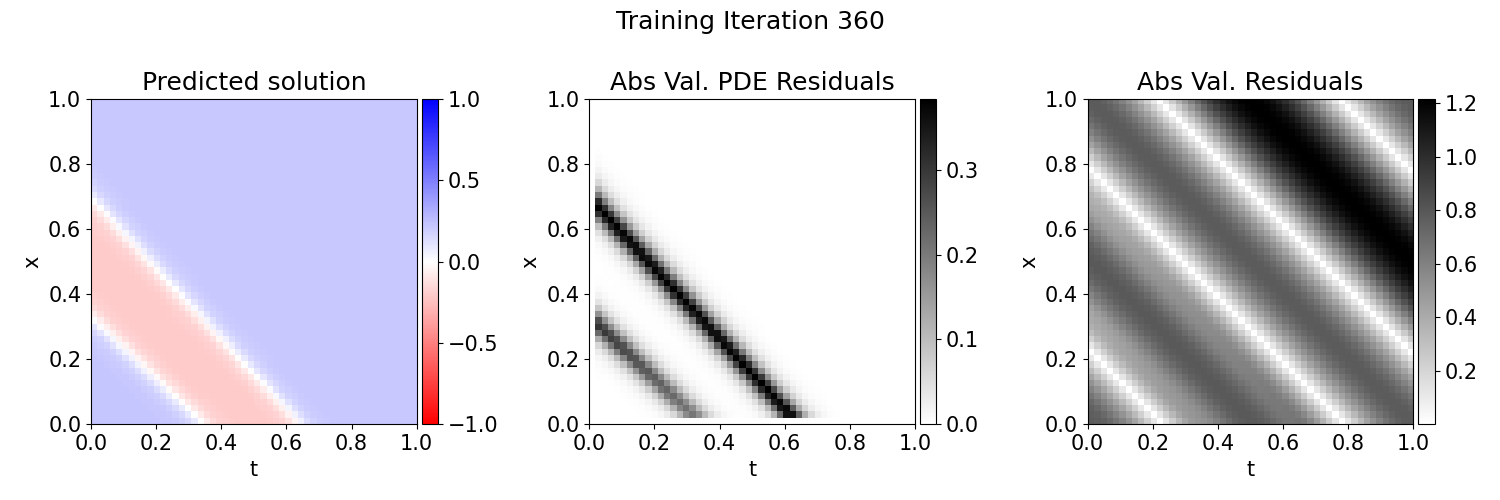 Training Iteration 360
Predicted solution
1.0
0.8
0.6
0.4
0.2
0.0
x
0.0 0.2 0.4 0.6 0.8 1.0
t
1.0
0.5
0.0
−0.5
−1.0
Abs Val. PDE Residuals
1.0
0.8
0.6
0.4
0.2
0.0
x
0.0 0.2 0.4 0.6 0.8 1.0
t
0.3
0.2
0.1
0.0
Abs Val. Residuals
1.0
0.8
0.6
0.4
0.2
0.0
x
0.0 0.2 0.4 0.6 0.8 1.0
t
1.2
1.0
0.8
0.6
0.4
0.2